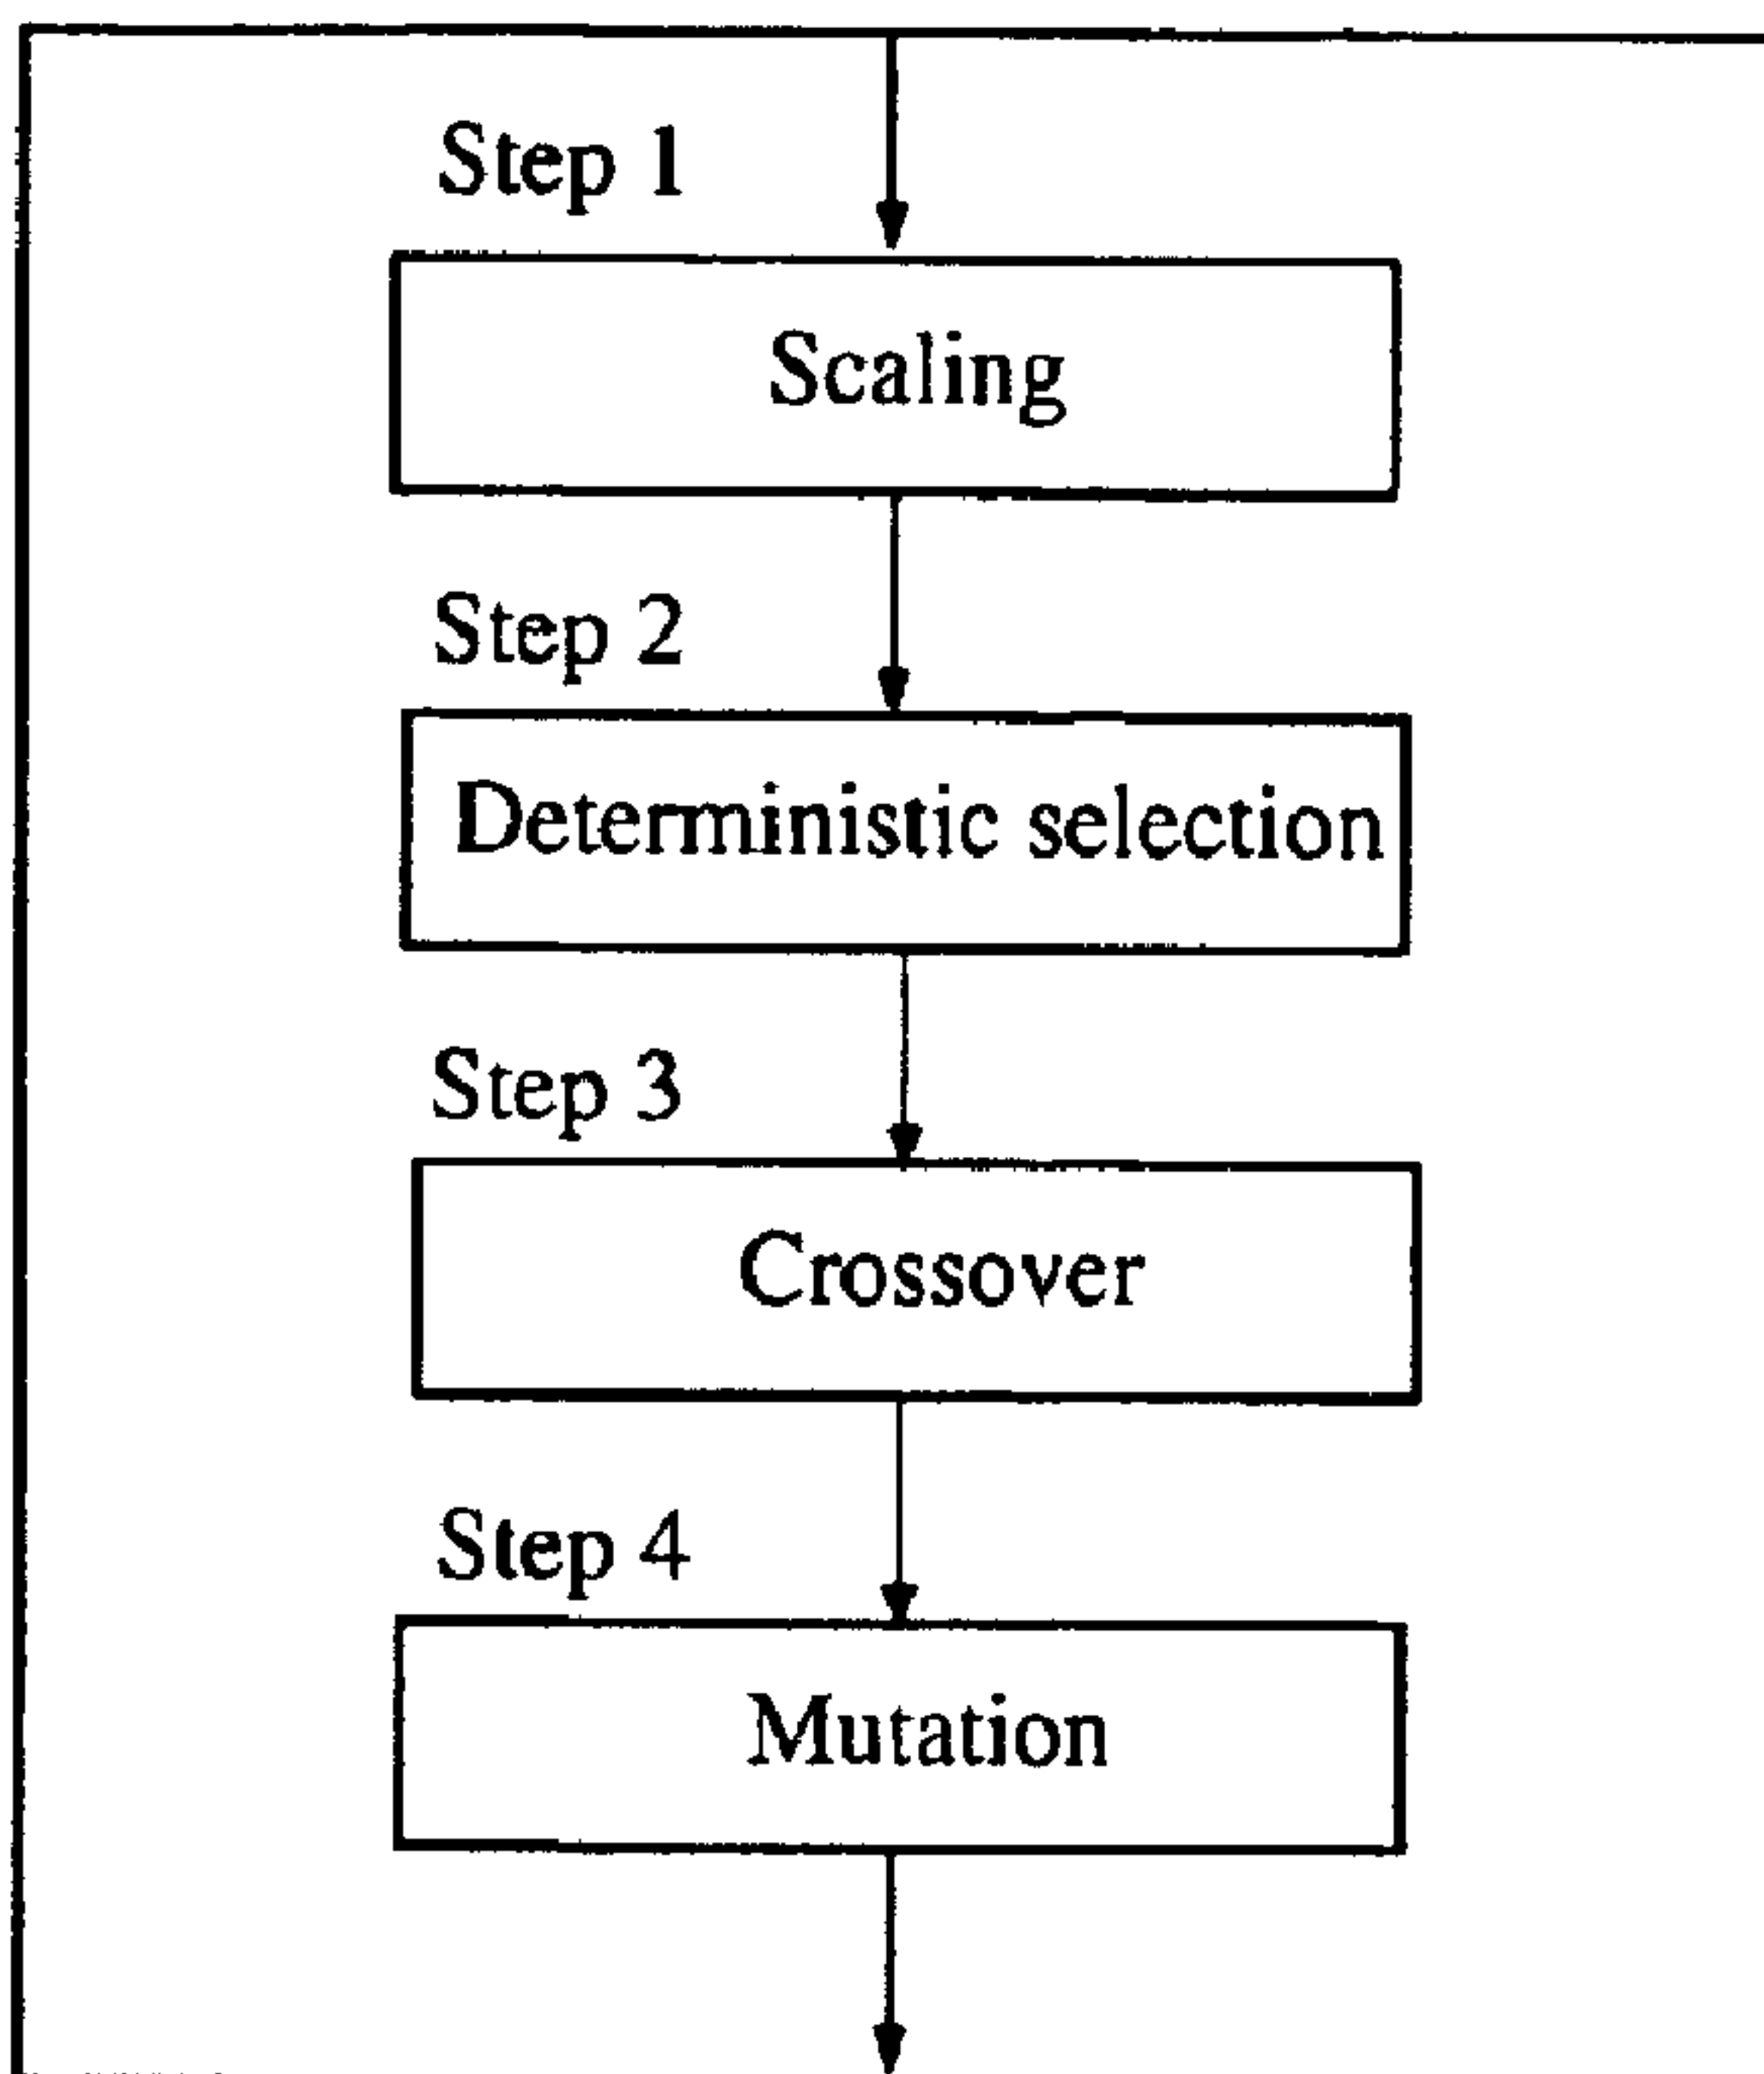 Step 1
Scaling
Step 2
Deterministic selection
Step 3
Crossover
Step 4
Mutation